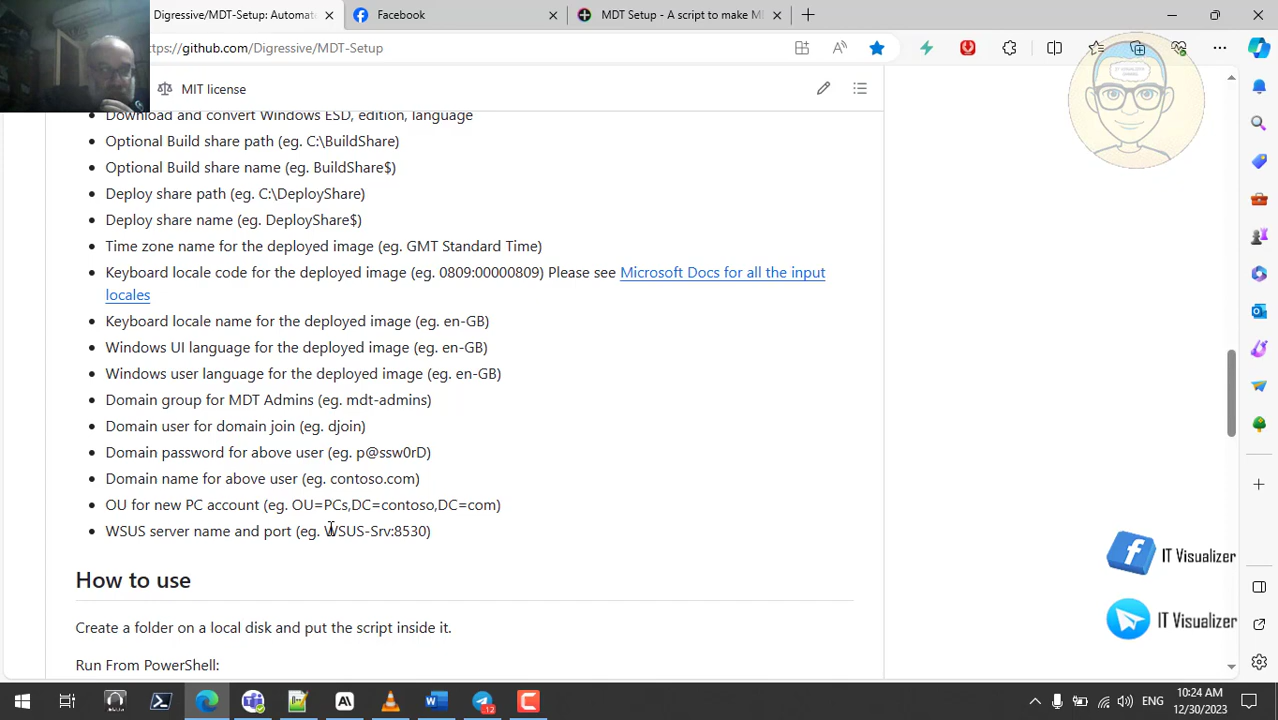 Digressive/MDT-Setup: Automate
Facebook
MDT Setup - A script to make M
ttps://github.com/Digressive/MDT-Setup
MIT license
Download and convert Windows ESD, edition, language
Optional Build share path (eg. C:\BuildShare)
Optional Build share name (eg. BuildShare$)
Deploy share path (eg. C:\DeployShare)
Deploy share name (eg. DeployShare$)
Time zone name for the deployed image (eg. GMT Standard Time)
Keyboard locale code for the deployed image (eg. 0809:00000809) Please see Microsoft Docs for all the input
locales
Keyboard locale name for the deployed image (eg. en-GB)
Windows UI language for the deployed image (eg. en-GB)
Windows user language for the deployed image (eg. en-GB)
Domain group for MDT Admins (eg. mdt-admins)
Domain user for domain join (eg. djoin)
Domain password for above user (eg. p@ssw0rD)
Domain name for above user (eg. contoso.com)
OU for new PC account (eg. OU=PCs,DC=contoso,DC=com)
WSUS server name and port (eg. WSUS-Srv:8530)
IT Visualizer
How to use
IT Visualizer
Create a folder on a local disk and put the script inside it.
Run From PowerShell:
ENG
10:24 AM
12/30/2023